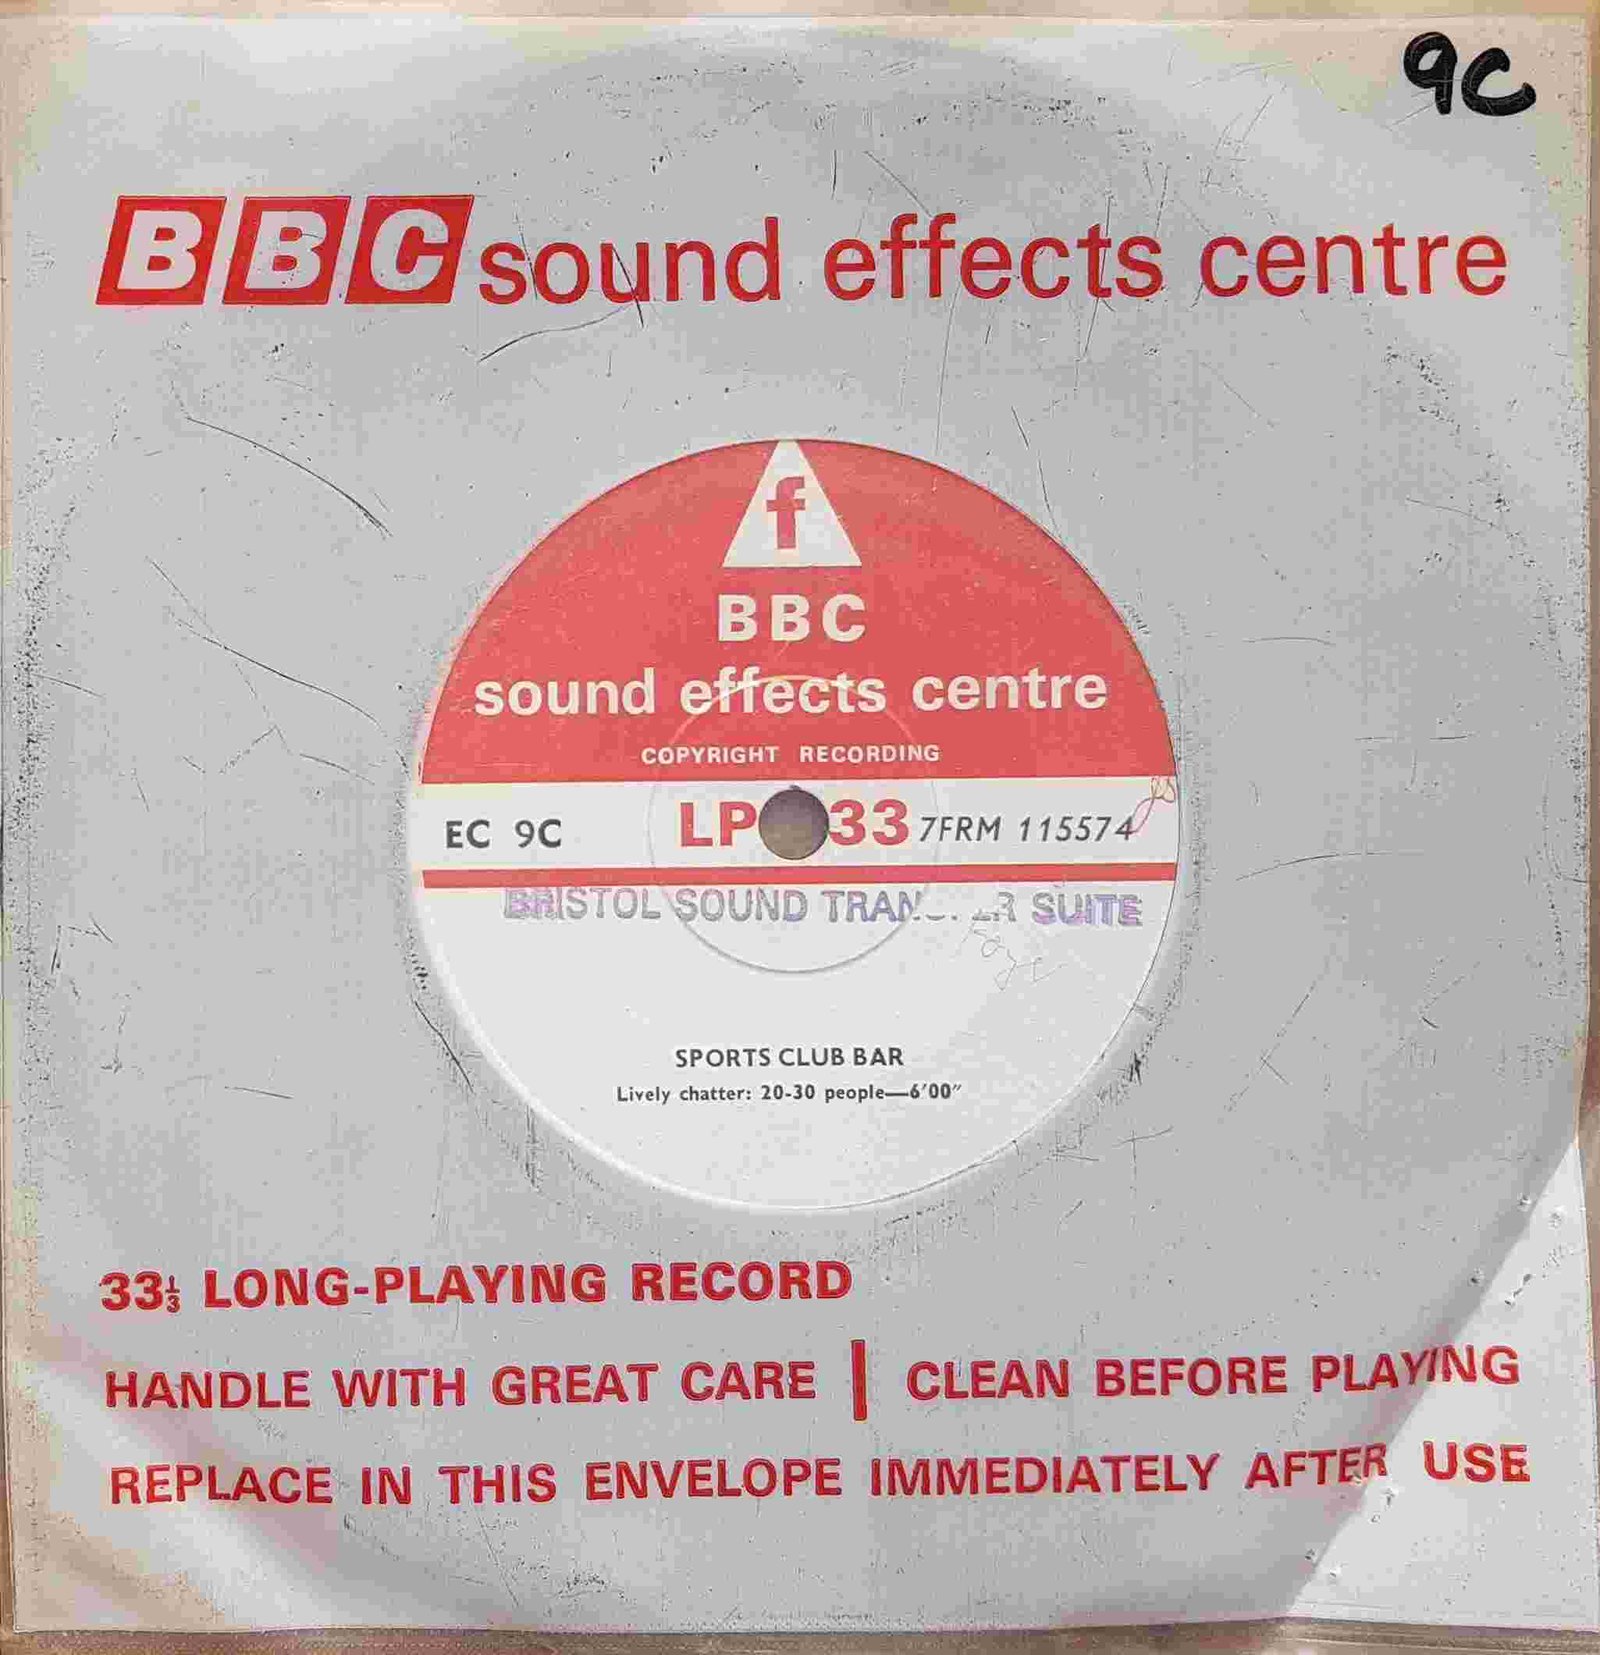 9C
BBC sound effects centre
f
BBC
sound effects centre
COPYRIGHT RECORDING
EC 9C LP 33 7FRM 115574
BRISTOL SOUND SUITE
SPORTS CLUB BAR
Lively chatter: 20-30 people—6'00"
33⅓ LONG-PLAYING RECORD
HANDLE WITH GREAT CARE | CLEAN BEFORE PLAYING
REPLACE IN THIS ENVELOPE IMMEDIATELY AFTER USE